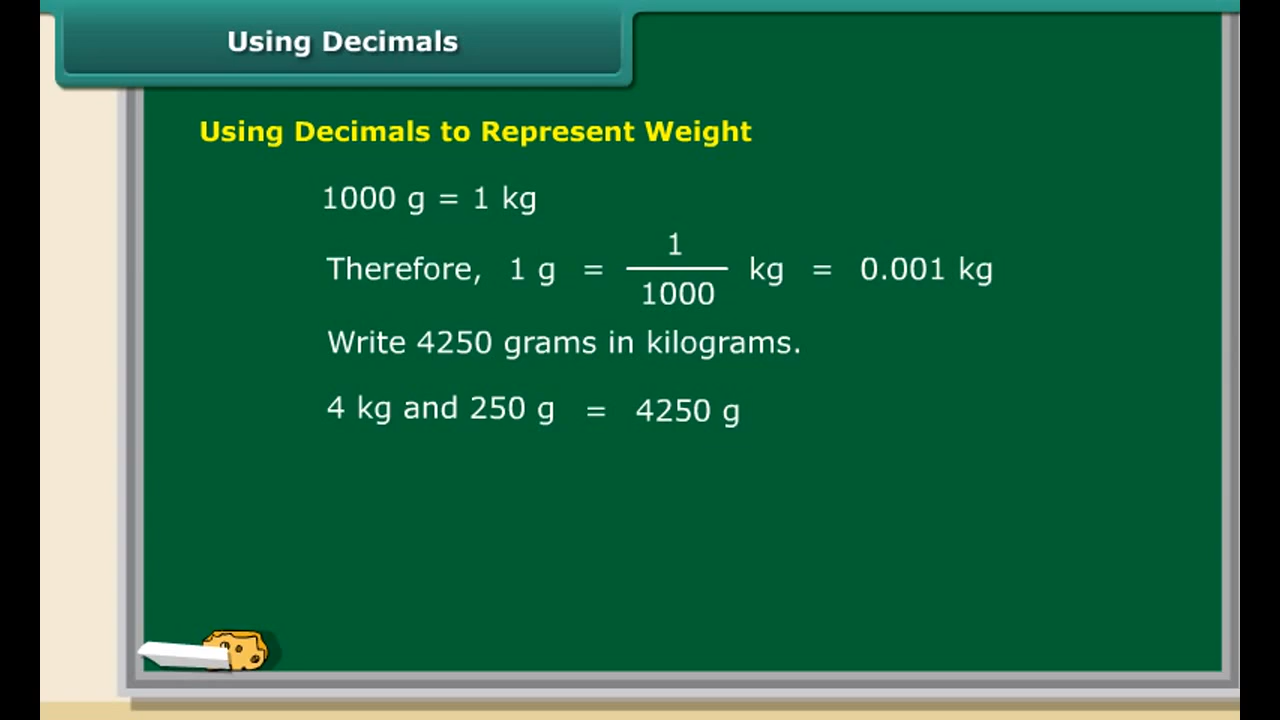 Using Decimals
Using Decimals to Represent Weight
1000 g = 1 kg
Therefore, 1 g = 1/1000 kg = 0.001 kg
Write 4250 grams in kilograms.
4 kg and 250 g = 4250 g